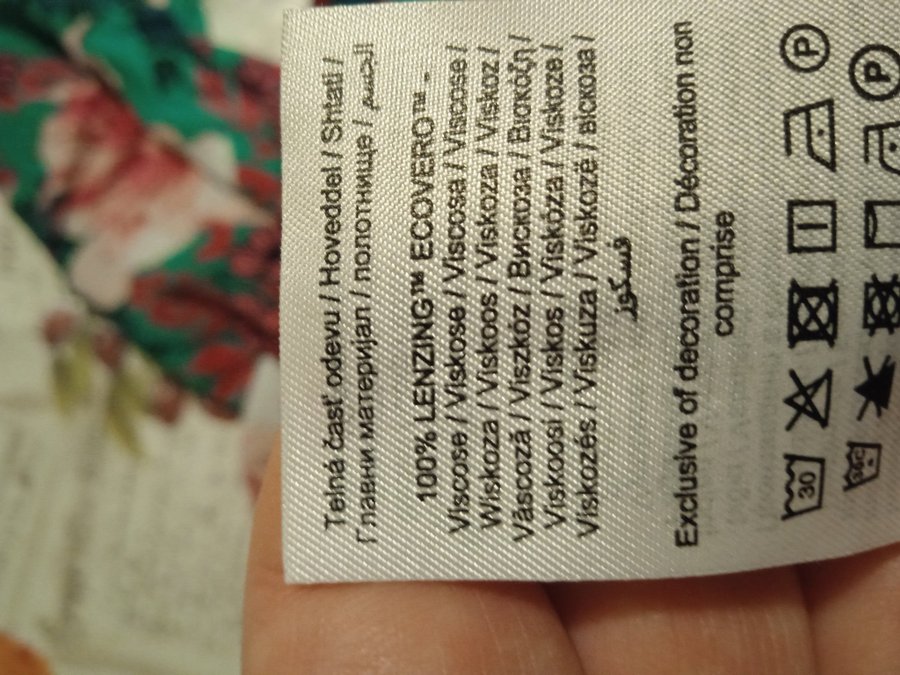 Telná časť odevu / Hoveddel / Shtati /
Главни материјал / полотнище / الجسم
100% LENZING™ ECOVERO™ -
Viscose / Viskose / Viscosa / Viscose /
Wiskoza / Viskoos / Viskoza / Viskoz /
Vâscoză / Viszkóz / Вискоза / Βισκόζη /
Viskoosi / Viskos / Viskóza / Viskoze /
Viskozės / Viskuza / Viskozë / віскоза /
فسكوز
Exclusive of decoration / Décoration non
comprise
30
P
30C
P